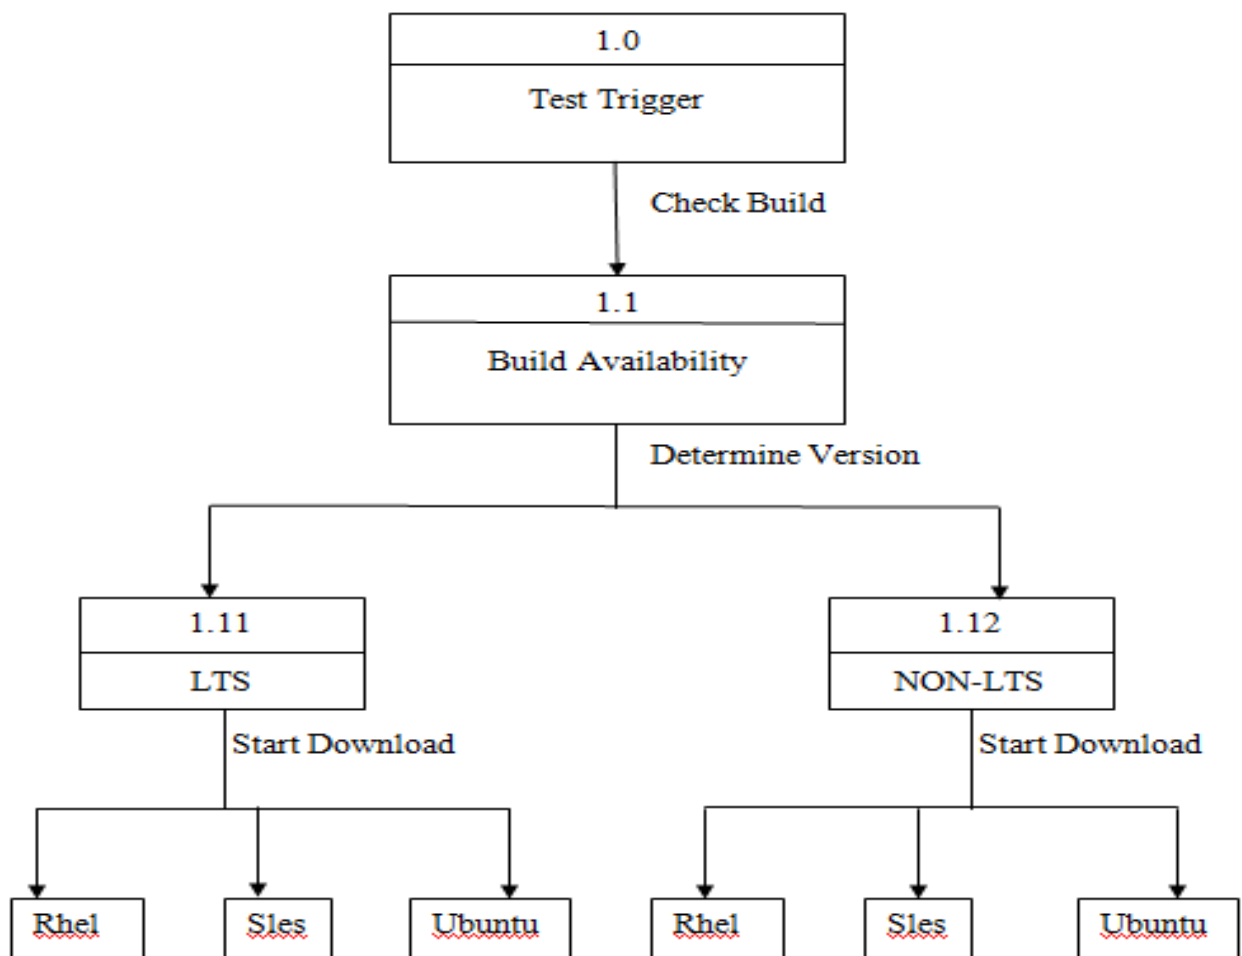 1.0
Test Trigger
Check Build
1.1
Build Availability
Determine Version
1.11
LTS
1.12
NON-LTS
Start Download
Start Download
Rhel
Sles
Ubuntu
Rhel
Sles
Ubuntu